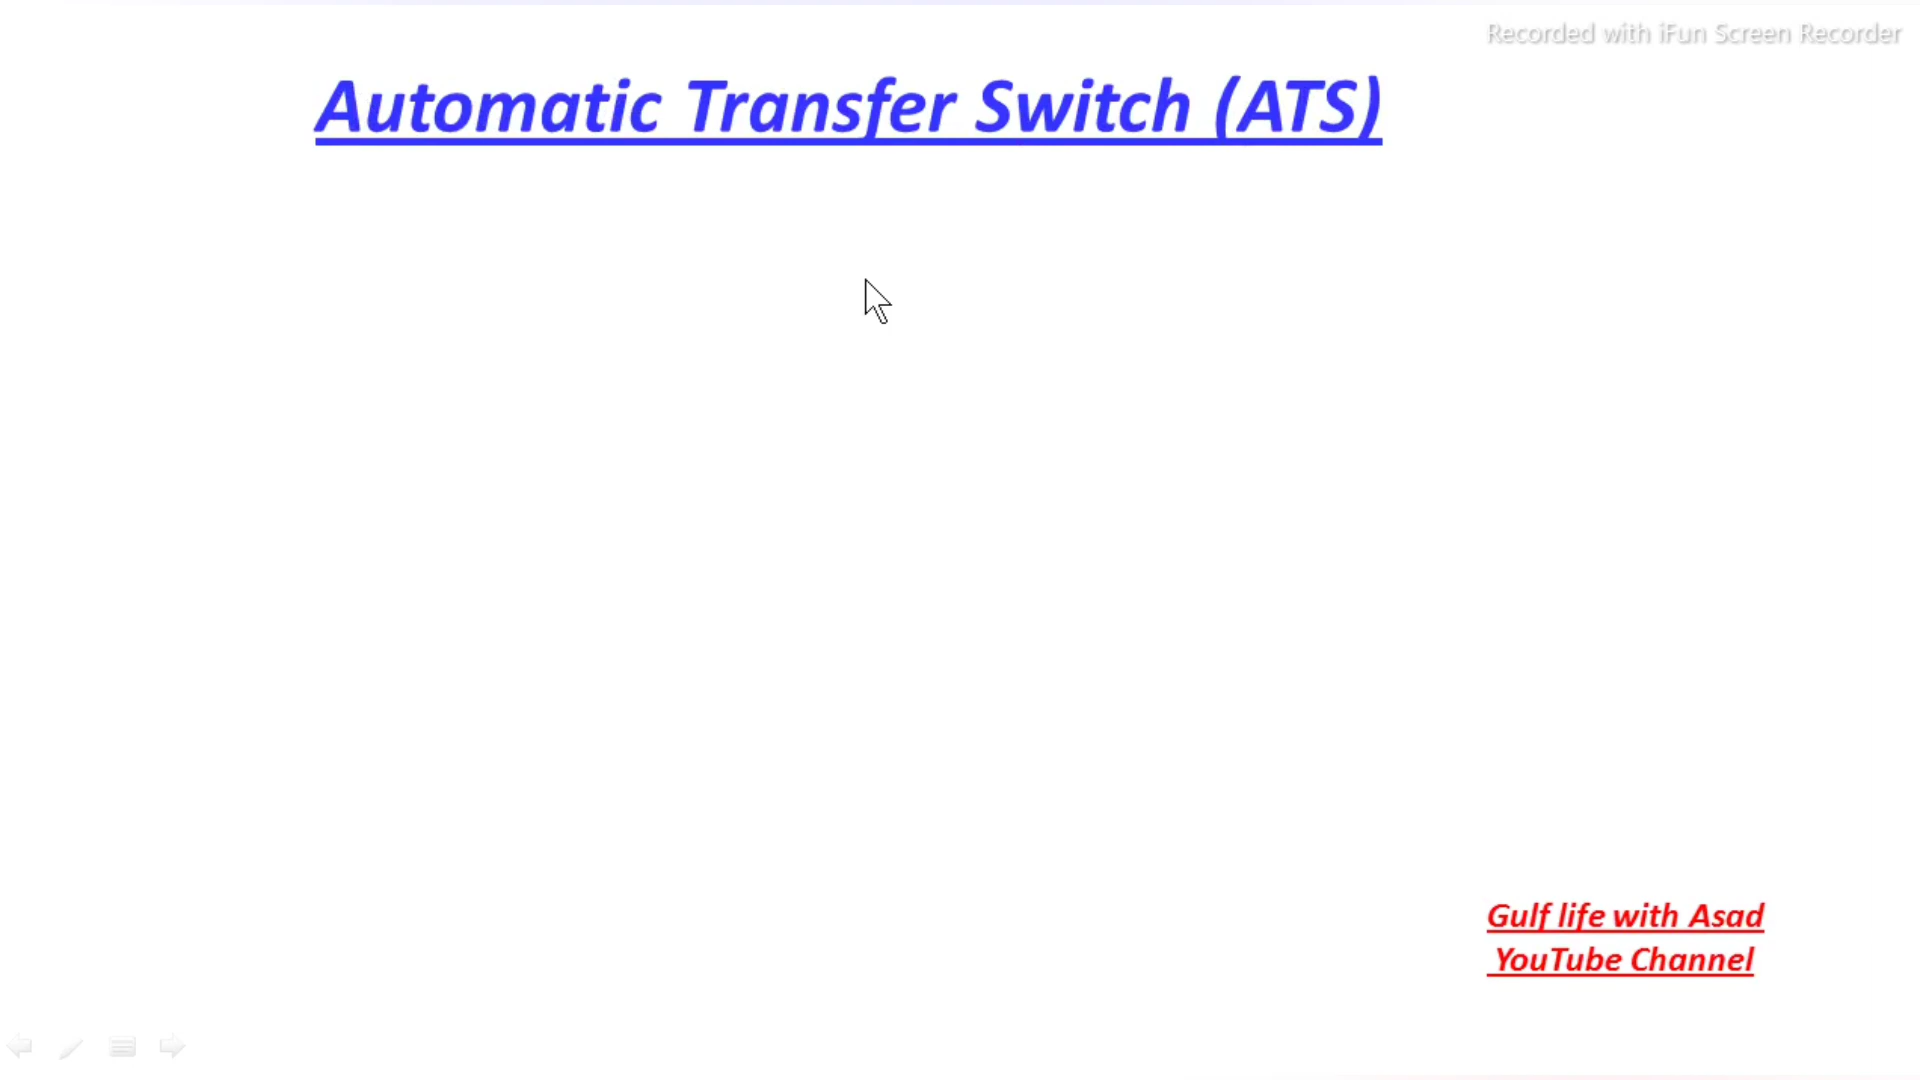 Recorded with iFun Screen Recorder
Automatic Transfer Switch (ATS)
Gulf life with Asad
YouTube Channel